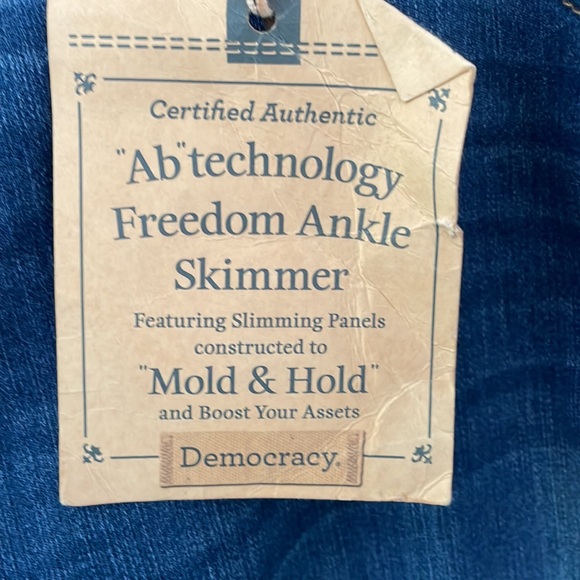 Certified Authentic
"Ab"technology
Freedom Ankle
Skimmer
Featuring Slimming Panels
constructed to
"Mold & Hold"
and Boost Your Assets
Democracy.